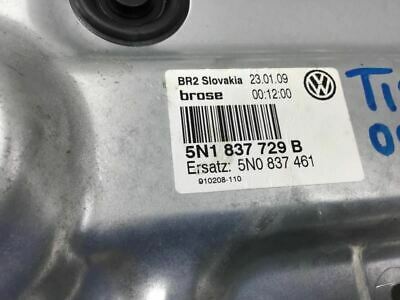 BR2 Slovakia 23.01.09
brose 00:12:00
5N1 837 729 B
Ersatz: 5N0 837 461
910208-110